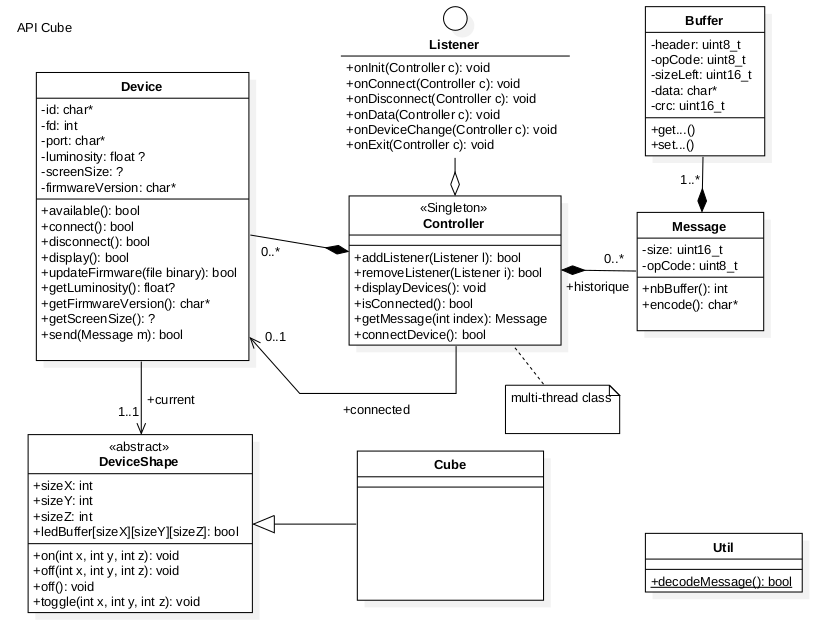 API Cube
Device
-id: char*
-fd: int
-port: char*
-luminosity: float ?
-screenSize: ?
-firmwareVersion: char*
+available(): bool
+connect(): bool
+disconnect(): bool
+display(): bool
+updateFirmware(file binary): bool
+getLuminosity(): float?
+getFirmwareVersion(): char*
+getScreenSize(): ?
+send(Message m): bool
Listener
+onInit(Controller c): void
+onConnect(Controller c): void
+onDisconnect(Controller c): void
+onData(Controller c): void
+onDeviceChange(Controller c): void
+onExit(Controller c): void
Buffer
-header: uint8_t
-opCode: uint8_t
-sizeLeft: uint16_t
-data: char*
-crc: uint16_t
+get...()
+set...()
1..*
«Singleton»
Controller
+addListener(Listener l): bool
+removeListener(Listener i): bool
+displayDevices(): void
+isConnected(): bool
+getMessage(int index): Message
+connectDevice(): bool
0..*
0..*
+historique
Message
-size: uint16_t
-opCode: uint8_t
+nbBuffer(): int
+encode(): char*
0..1
+connected
multi-thread class
+current
1..1
«abstract»
DeviceShape
+sizeX: int
+sizeY: int
+sizeZ: int
+ledBuffer[sizeX][sizeY][sizeZ]: bool
+on(int x, int y, int z): void
+off(int x, int y, int z): void
+off(): void
+toggle(int x, int y, int z): void
Cube
Util
+decodeMessage(): bool